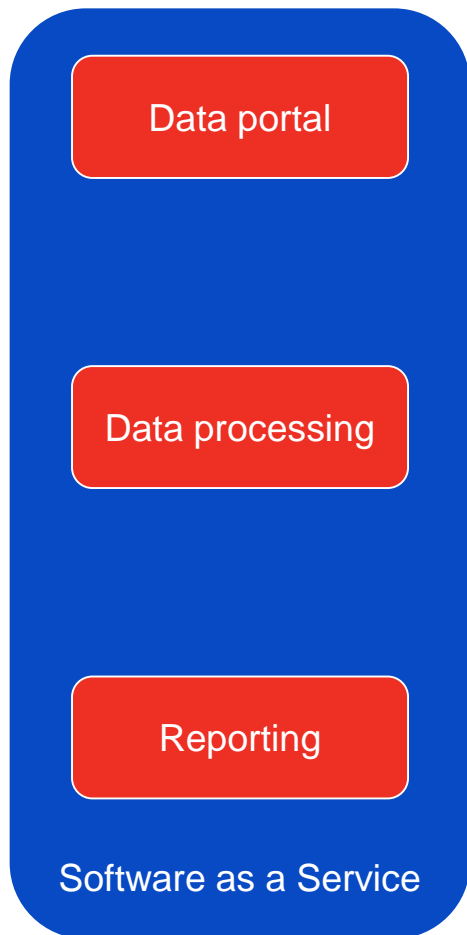 Data portal
Data processing
Reporting
Software as a Service